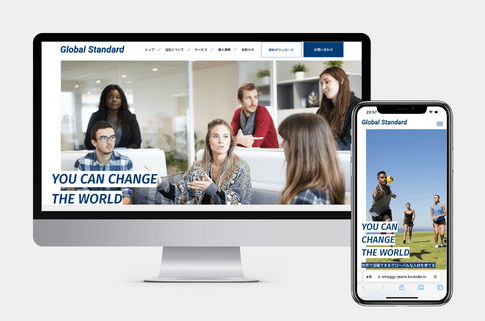 Global Standard
トップ / 当社について / サービス / 導入事例 / お知らせ
資料ダウンロード
お問い合わせ
YOU CAN CHANGE
THE WORLD
22:57
Global Standard
YOU CAN
CHANGE
THE WORLD
世界で活躍できるグローバルな人材を育てる